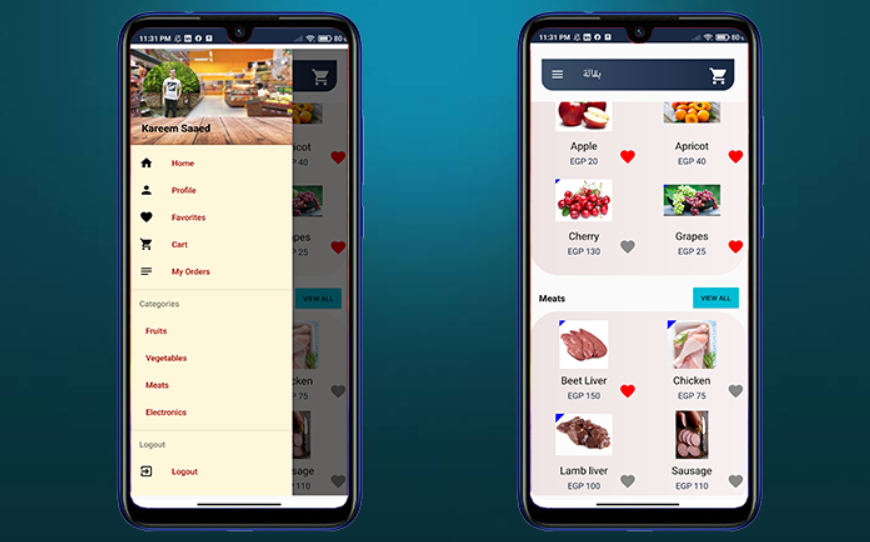 11:31 PM
80%
Kareem Saaed
Home
Profile
Favorites
Cart
My Orders
Categories
Fruits
Vegetables
Meats
Electronics
Logout
Logout
icot
40
pes
25
VIEW ALL
ken
75
sage
110
11:31 PM
80%
بقالة
Apple
Apricot
EGP 20
EGP 40
Cherry
Grapes
EGP 130
EGP 25
Meats
VIEW ALL
Beet Liver
Chicken
EGP 150
EGP 75
Lamb liver
Sausage
EGP 100
EGP 110